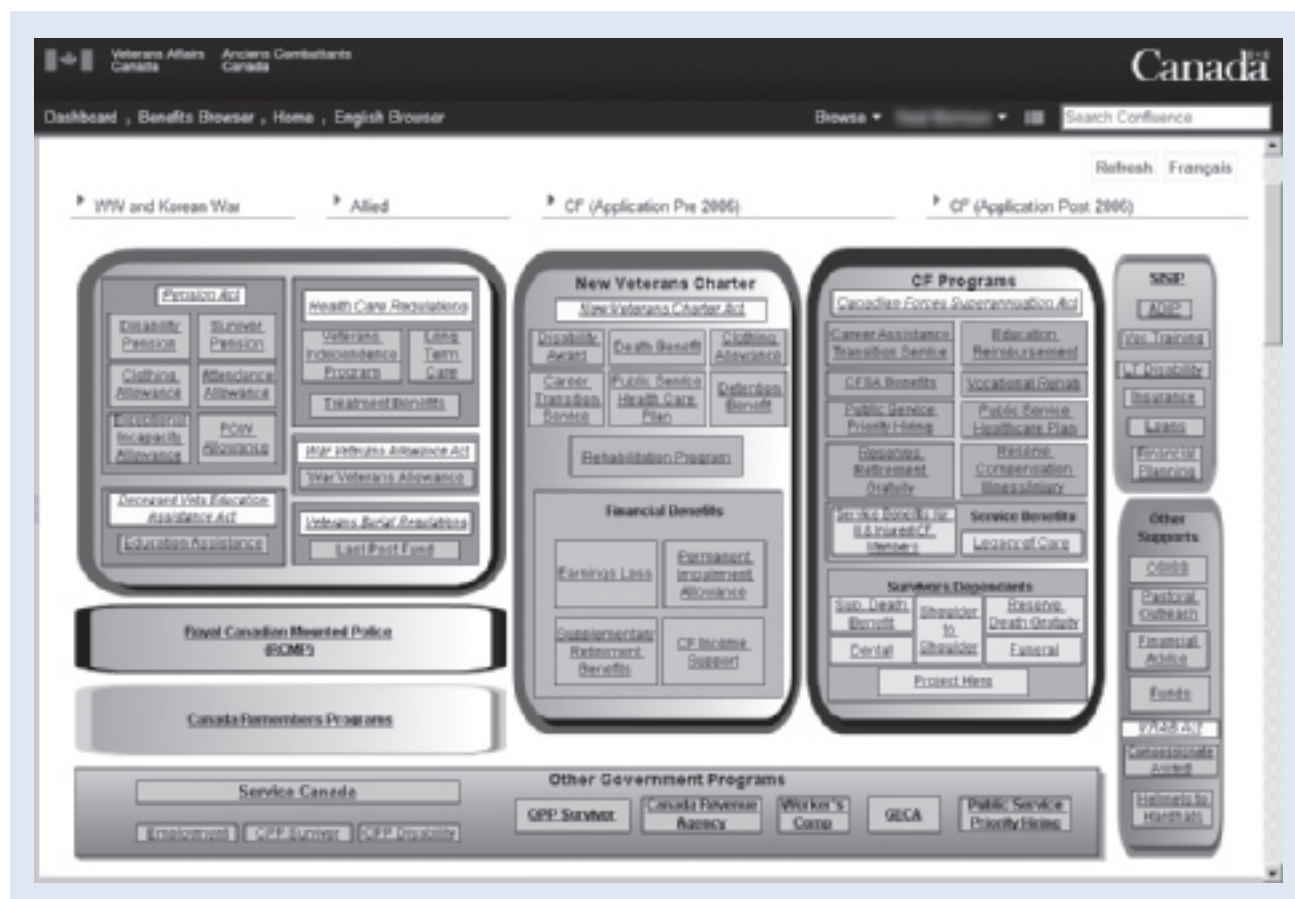 Veterans Affairs Anciens Combattants
Canada Canada
Canada
Dashboard , Benefits Browser , Home , English Browser
Browse
Search Confluence
Refresh Français
WW and Korean War
Allied
CF (Application Pre 2006)
CF (Application Post 2006)
Pension Act
Disability
Pension
Survivor
Pension
Clothing
Allowance
Attendance
Allowance
Exceptional
Incapacity
Allowance
POW
Allowance
Deceased Vets Education
Assistance Act
Education Assistance
Health Care Regulations
Veterans
Independence
Program
Long
Term
Care
Treatment Benefits
War Veterans Allowance Act
War Veterans Allowance
Veterans Burial Regulations
Last Post Fund
Royal Canadian Mounted Police
(RCMP)
Canada Remembers Programs
New Veterans Charter
New Veterans Charter Act
Disability
Award
Death Benefit
Clothing
Allowance
Career
Transition
Service
Public Service
Health Care
Plan
Detention
Benefit
Rehabilitation Program
Financial Benefits
Earnings Loss
Permanent
Impairment
Allowance
Supplementary
Retirement
Benefits
CF Income
Support
CF Programs
Canadian Forces Superannuation Act
Career Assistance
Transition Service
Education
Reimbursement
CFSA Benefits
Vocational Rehab
Public Service
Priority Hiring
Public Service
Healthcare Plan
Reserves
Retirement
Gratuity
Reserve
Compensation
Illness/Injury
Service Benefits for
Ill & Injured CF
Members
Service Benefits
Legacy of Care
Survivors Dependants
Sup. Death
Benefit
Shoulder
to
Shoulder
Reserve
Death Gratuity
Dental
Funeral
Project Hero
SISIP
ADIP
Voc Training
LT Disability
Insurance
Loans
Financial
Planning
Other
Supports
OSISS
Pastoral
Outreach
Financial
Advice
Funds
VRAB Act
Compassionate
Award
Helmets to
Hardhats
Other Government Programs
Service Canada
Employment
CPP Survivor
CPP Disability
QPP Survivor
Canada Revenue
Agency
Worker's
Comp
GECA
Public Service
Priority Hiring